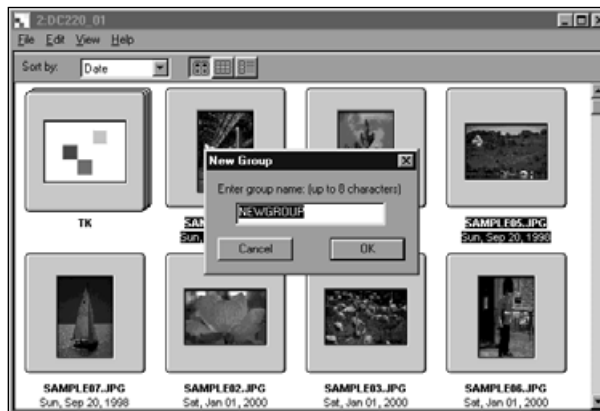 2:DC220_01
File Edit View Help
Sort by: Date
New Group
Enter group name: (up to 8 characters)
NEWGROUP
Cancel OK
TK SAM SAMPLE05.JPG
Sun, Sun, Sep 20, 1998
SAMPLE07.JPG SAMPLE02.JPG SAMPLE03.JPG SAMPLE06.JPG
Sun, Sep 20, 1998 Sat, Jan 01, 2000 Sat, Jan 01, 2000 Sat, Jan 01, 2000